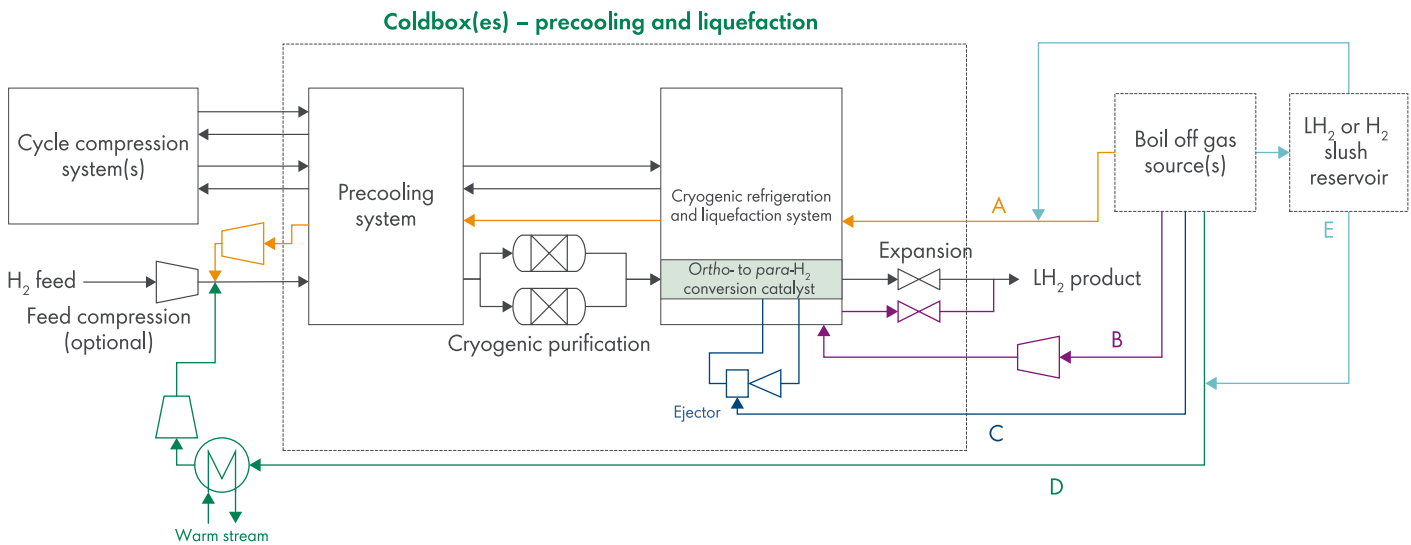 Coldbox(es) – precooling and liquefaction
Cycle compression
system(s)
Precooling
system
Cryogenic refrigeration
and liquefaction system
Boil off gas
source(s)
LH₂ or H₂
slush
reservoir
A
E
H₂ feed
Feed compression
(optional)
Cryogenic purification
Ortho- to para-H₂
conversion catalyst
Expansion
LH₂ product
B
Ejector
C
D
Warm stream